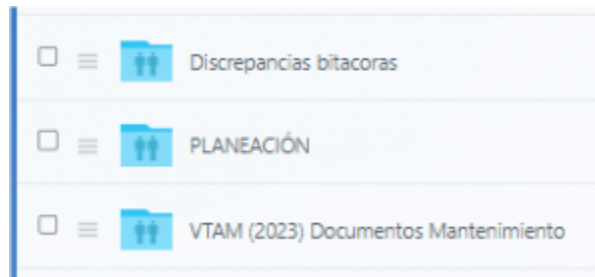 Discrepancias bitacoras
PLANEACIÓN
VTAM (2023) Documentos Mantenimiento